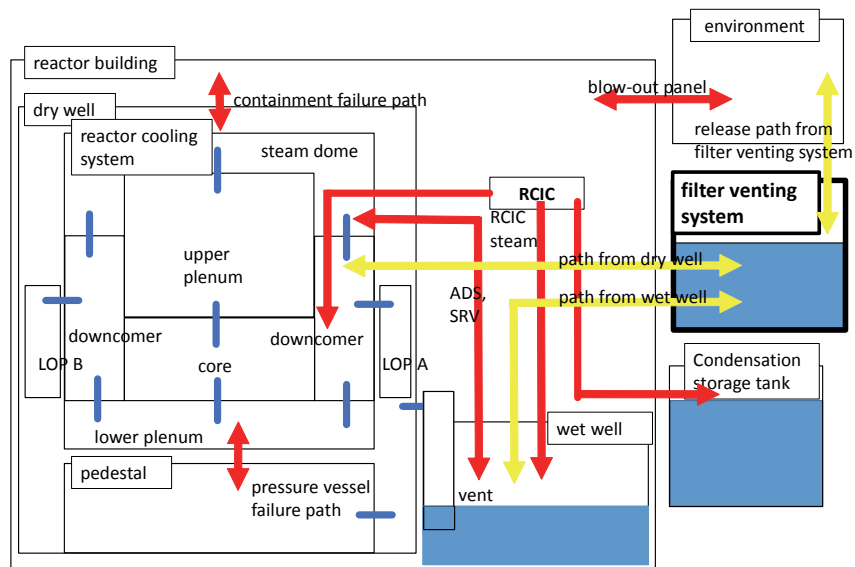 environment
reactor building
blow-out panel
dry well
containment failure path
reactor cooling
system
steam dome
release path from
filter venting system
RCIC
filter venting
system
RCIC
steam
upper
plenum
path from dry well
ADS,
SRV
path from wet well
downcomer
downcomer
LOP B
core
LOP A
Condensation
storage tank
lower plenum
wet well
pedestal
pressure vessel
failure path
vent